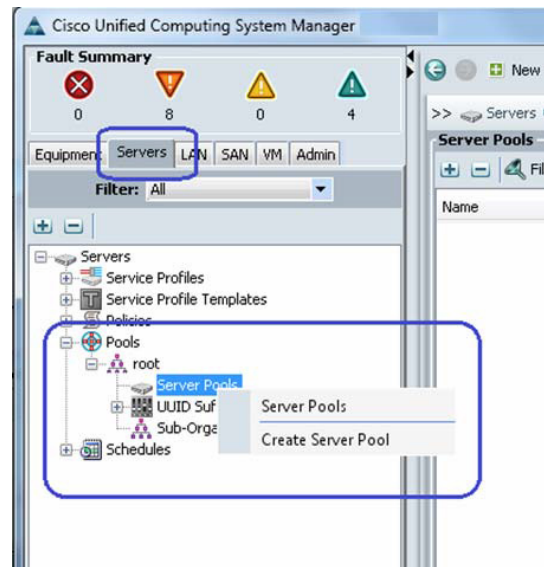 Cisco Unified Computing System Manager
Fault Summary
0 8 0 4
New
>> Servers
Equipment Servers LAN SAN VM Admin
Server Pools
Filter: All
Fil
Name
Servers
Service Profiles
Service Profile Templates
Policies
Pools
root
Server Pools
UUID Suf
Sub-Orga
Schedules
Server Pools
Create Server Pool